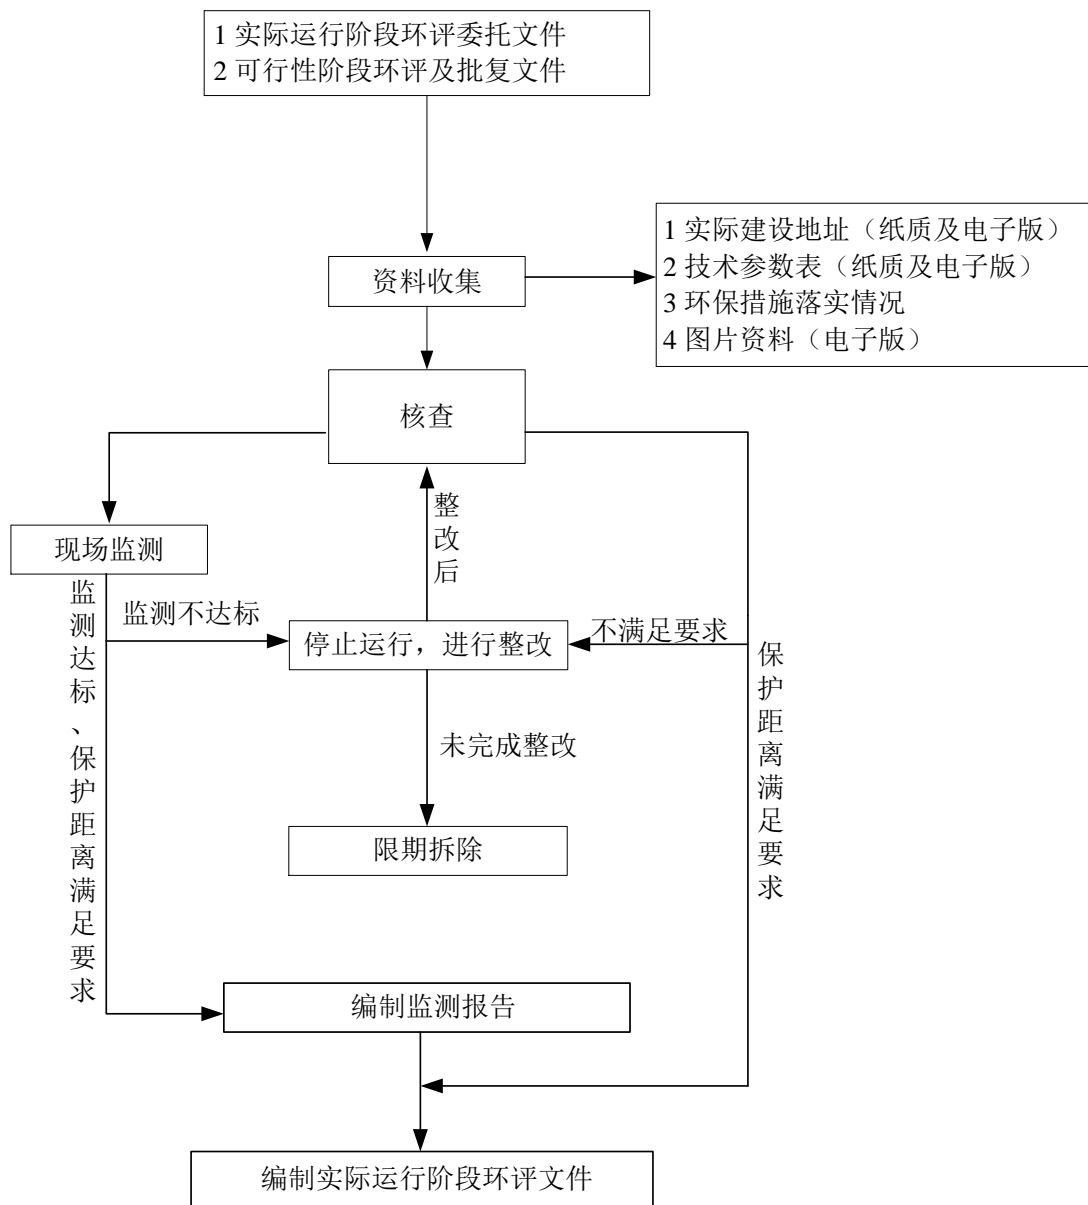 1 实际运行阶段环评委托文件
2 可行性阶段环评及批复文件
1 实际建设地址（纸质及电子版）
2 技术参数表（纸质及电子版）
3 环保措施落实情况
4 图片资料（电子版）
资料收集
核查
整改后
现场监测
监测不达标
停止运行，进行整改
不满足要求
监测达标、保护距离满足要求
保护距离满足要求
未完成整改
限期拆除
编制监测报告
编制实际运行阶段环评文件